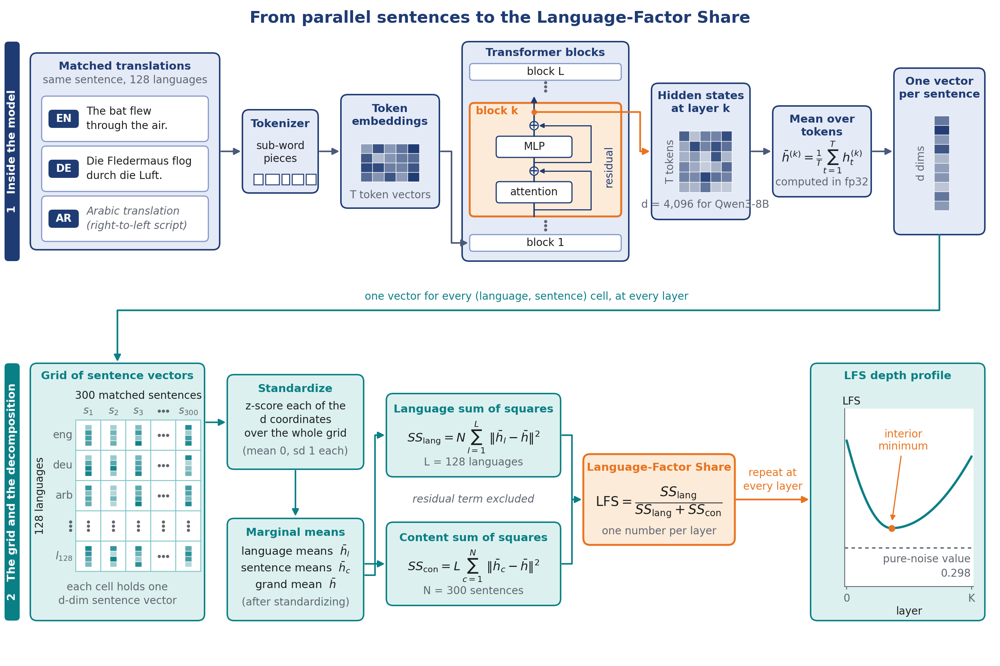 From parallel sentences to the Language-Factor Share
1 Inside the model
Matched translations
same sentence, 128 languages
EN
The bat flew
through the air.
DE
Die Fledermaus flog
durch die Luft.
AR
Arabic translation
(right-to-left script)
Tokenizer
sub-word
pieces
Token
embeddings
T token vectors
Transformer blocks
block L
block k
MLP
attention
residual
block 1
Hidden states
at layer k
T tokens
d = 4,096 for Qwen3-8B
Mean over
tokens
h̄^(k) = 1/T ∑_{t=1}^{T} h_t^(k)
computed in fp32
One vector
per sentence
d dims
one vector for every (language, sentence) cell, at every layer
2 The grid and the decomposition
Grid of sentence vectors
300 matched sentences
s₁ s₂ s₃ ••• s₃₀₀
128 languages
eng
deu
arb
l₁₂₈
each cell holds one
d-dim sentence vector
Standardize
z-score each of the
d coordinates
over the whole grid
(mean 0, sd 1 each)
Marginal means
language means h̄_l
sentence means h̄_c
grand mean h̄
(after standardizing)
Language sum of squares
SS_lang = N ∑_{l=1}^{L} ‖h̄_l − h̄‖²
L = 128 languages
residual term excluded
Content sum of squares
SS_con = L ∑_{c=1}^{N} ‖h̄_c − h̄‖²
N = 300 sentences
Language-Factor Share
LFS = SS_lang / (SS_lang + SS_con)
one number per layer
repeat at
every layer
LFS depth profile
LFS
interior
minimum
pure-noise value
0.298
0 K
layer